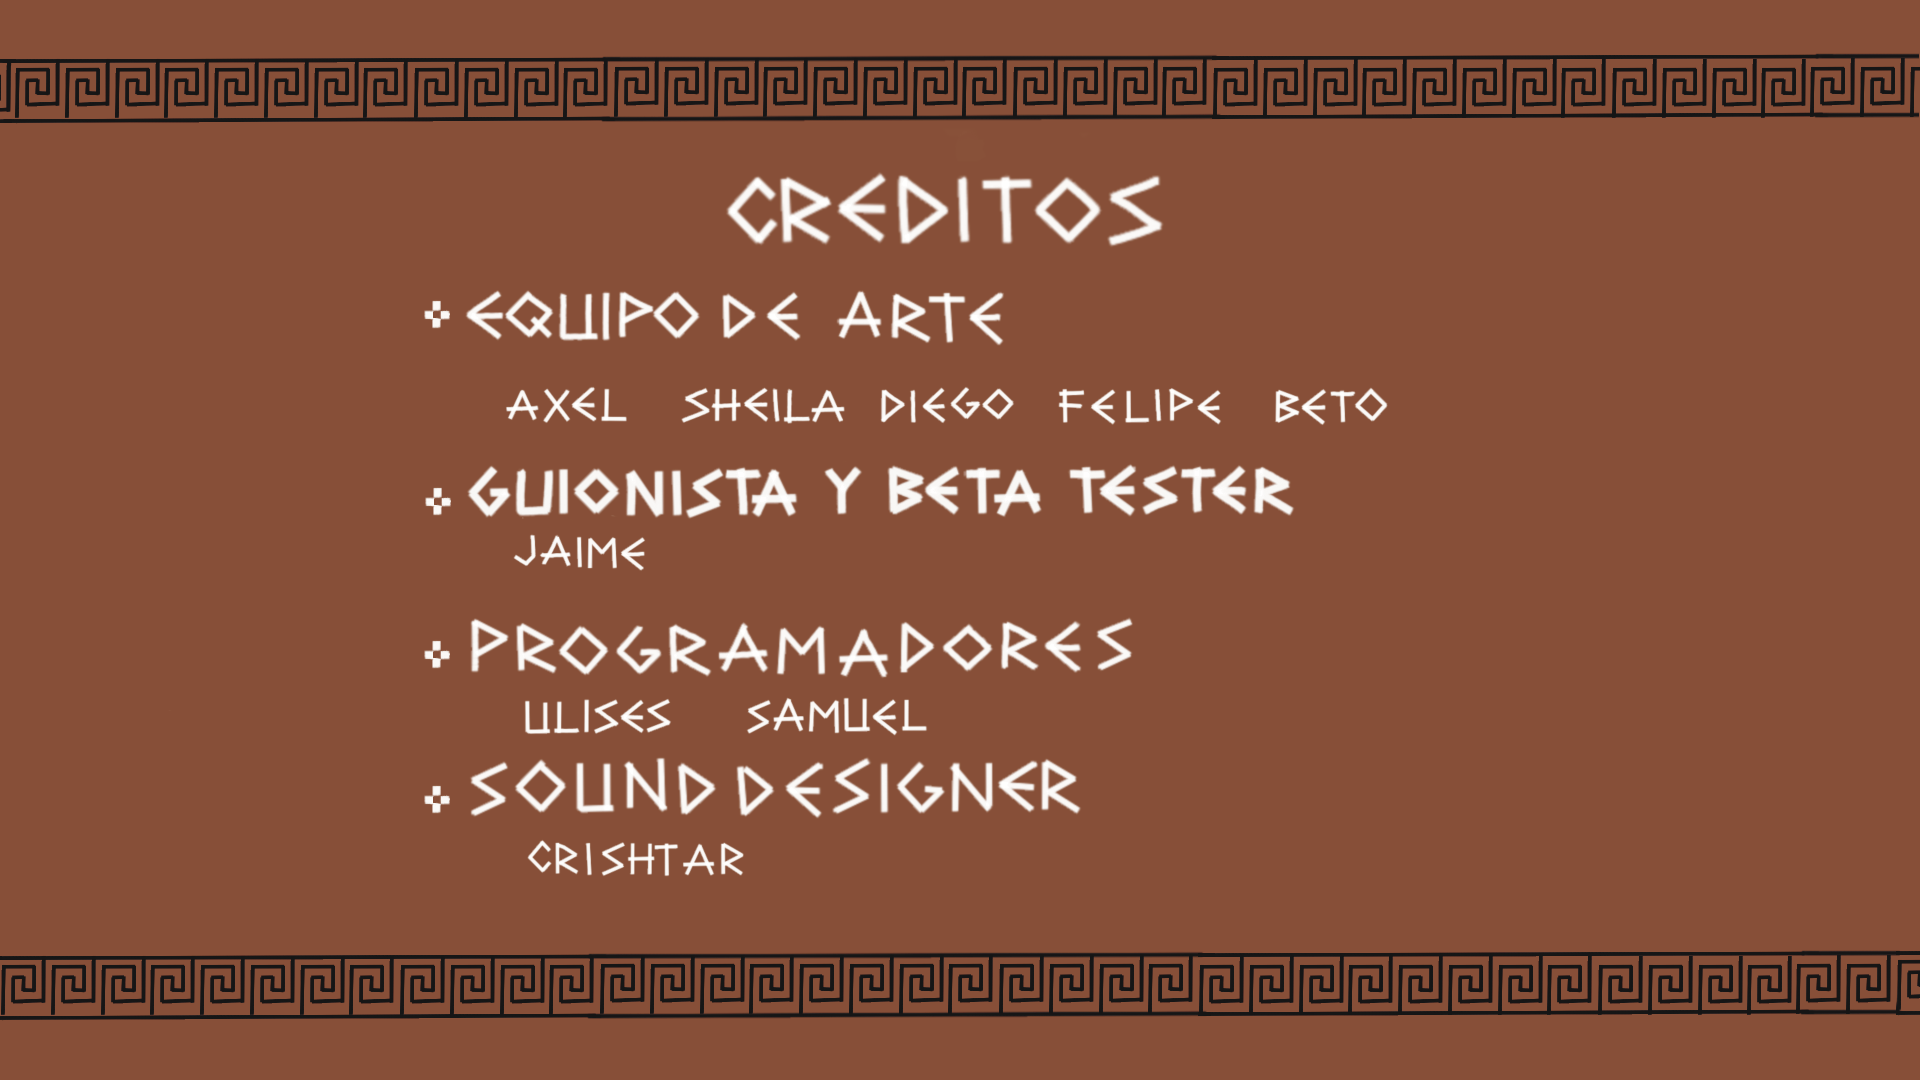 CREDITOS
EQUIPO DE ARTE
AXEL SHEILA DIEGO FELIPE BETO
GUIONISTA Y BETA TESTER
JAIME
PROGRAMADORES
ULISES SAMUEL
SOUND DESIGNER
CRISHTAR